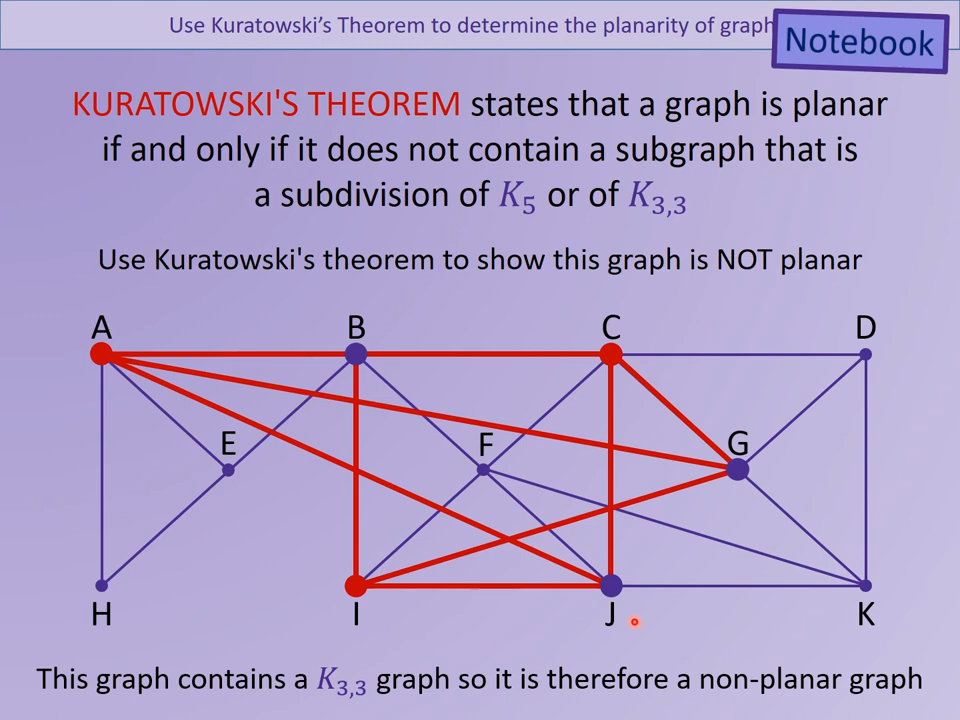 Use Kuratowski’s Theorem to determine the planarity of graph
Notebook
KURATOWSKI'S THEOREM states that a graph is planar
if and only if it does not contain a subgraph that is
a subdivision of K₅ or of K₃,₃
Use Kuratowski's theorem to show this graph is NOT planar
A B C D
E F G
H I J K
This graph contains a K₃,₃ graph so it is therefore a non-planar graph